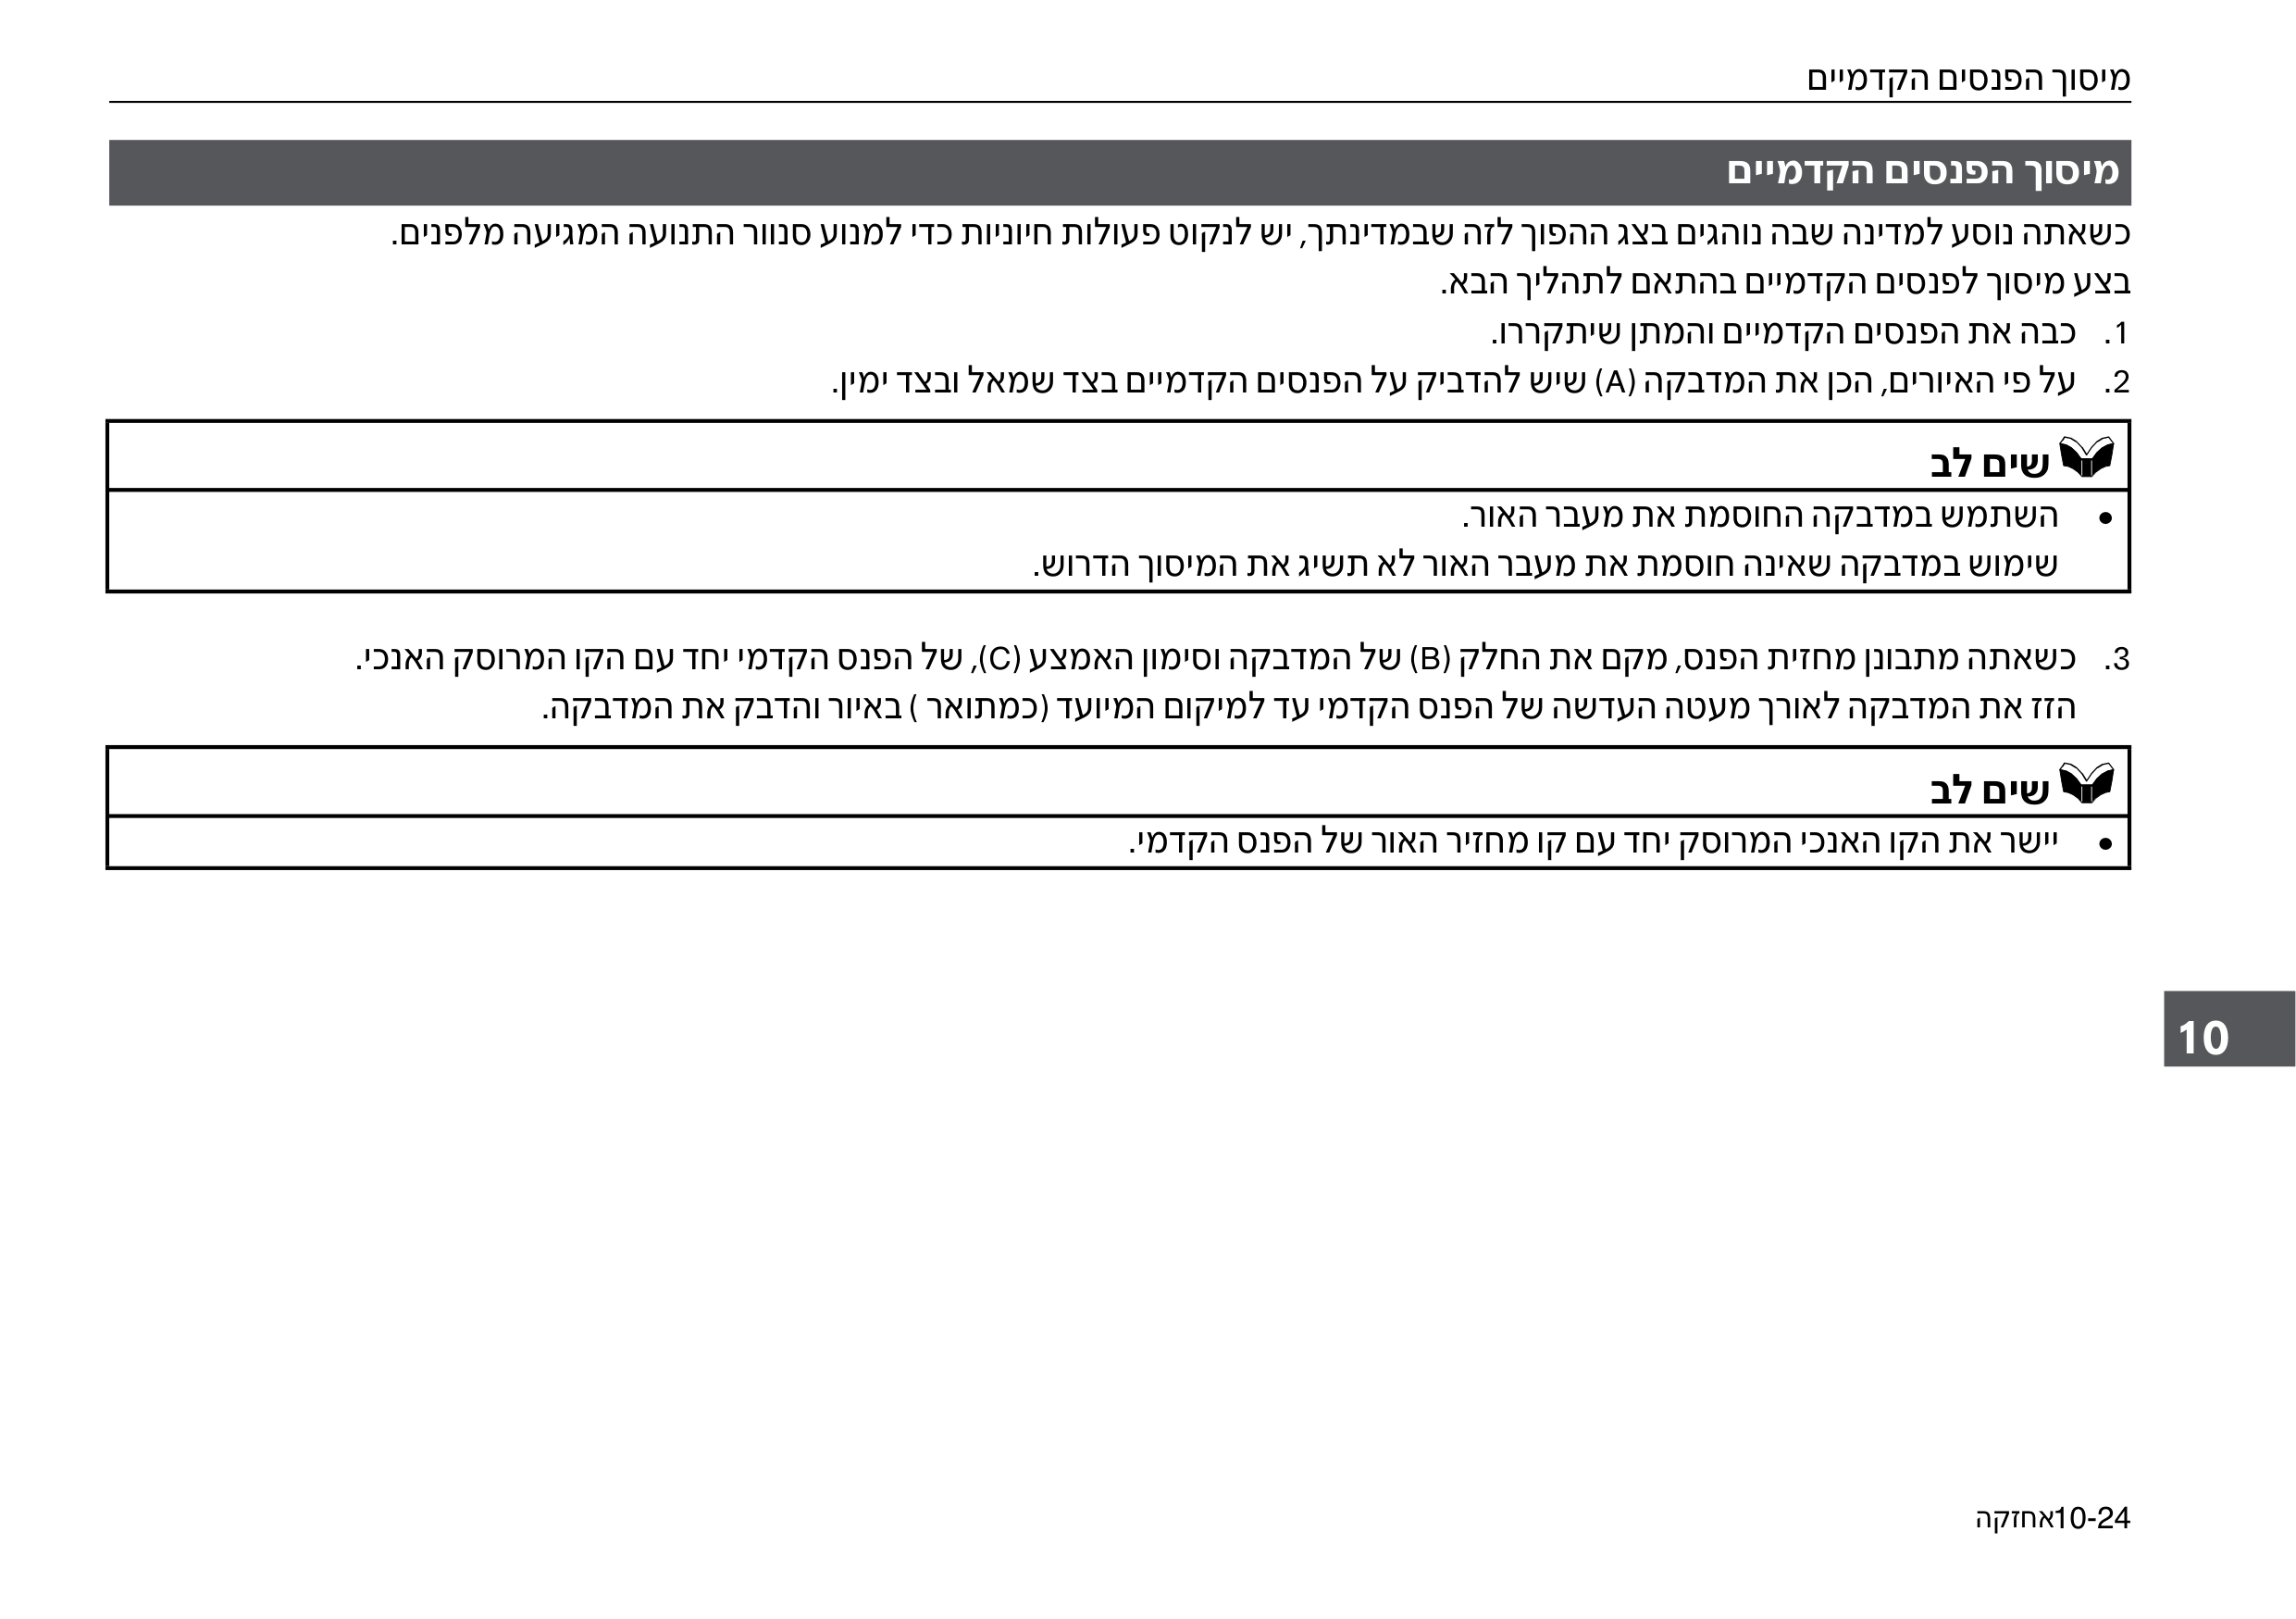 מיסוך הפנסים הקדמיים
מיסוך הפנסים הקדמיים
כשאתה נוסע למדינה שבה נוהגים בצג ההפוך לזה שבמדינתך, יש לנקוט פעולות חיוניות כדי למנוע סנוור התנועה המגיעה מלפנים.
בצע מיסוך לפנסים הקדמיים בהתאם לתהליך הבא.
1. כבה את הפנסים הקדמיים והמתן שיתקררו.
2. על פי האיורים, הכן את המדבקה (A) שיש להדביק על הפנסים הקדמיים בצד שמאל ובצד ימין.
שים לב
• השתמש במדבקה החוסמת את מעבר האור.
שימוש במדבקה שאינה חוסמת את מעבר האור לא תשיג את המיסוך הדרוש.
3. כשאתה מתבונן מחזית הפנס, מקם את החלק (B) של המדבקה וסימון האמצע (C), של הפנס הקדמי יחד עם הקו המרוסק האנכי.
הזז את המדבקה לאורך מעטה העדשה של הפנס הקדמי עד למיקום המיועד (כמתואר ) באיור והדבק את המדבקה.
שים לב
• יישר את הקו האנכי המרוסק יחד עם קו מחזיר האור של הפנס הקדמי.
10
10-24אחזקה